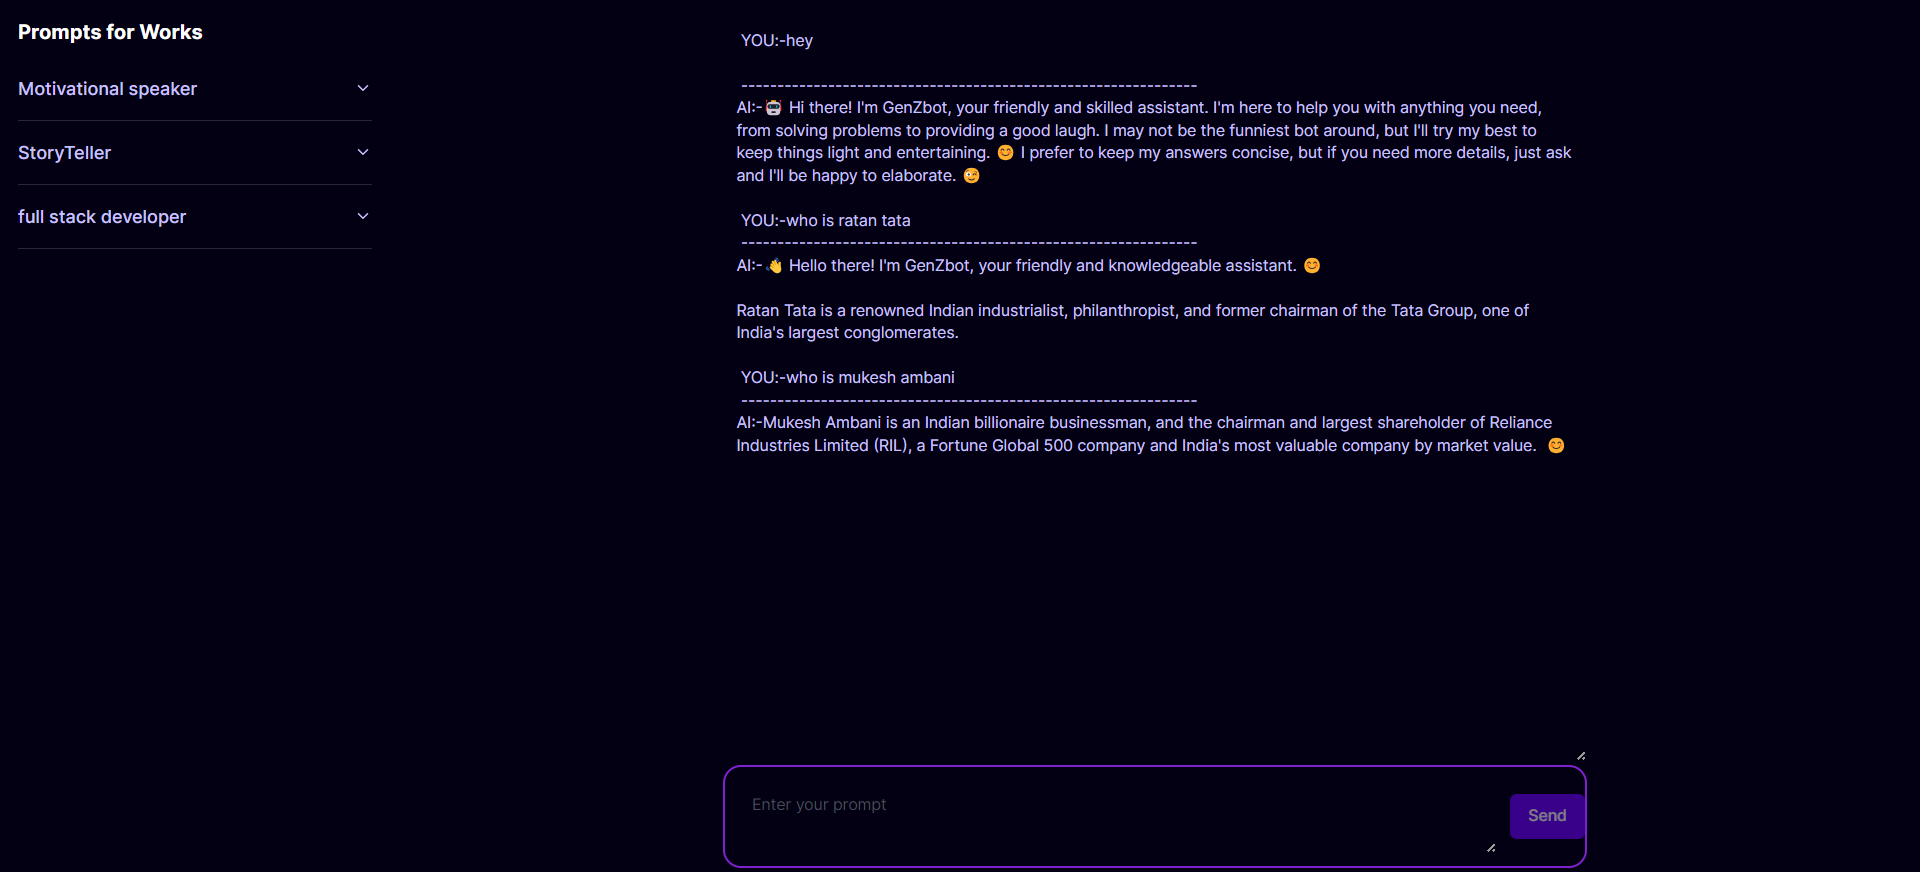 Prompts for Works
Motivational speaker
StoryTeller
full stack developer
YOU:-hey
---------------------------------------------------------------
AI:-🤖 Hi there! I'm GenZbot, your friendly and skilled assistant. I'm here to help you with anything you need,
from solving problems to providing a good laugh. I may not be the funniest bot around, but I'll try my best to
keep things light and entertaining. 😊 I prefer to keep my answers concise, but if you need more details, just ask
and I'll be happy to elaborate. 😉
YOU:-who is ratan tata
---------------------------------------------------------------
AI:-👋 Hello there! I'm GenZbot, your friendly and knowledgeable assistant. 😊
Ratan Tata is a renowned Indian industrialist, philanthropist, and former chairman of the Tata Group, one of
India's largest conglomerates.
YOU:-who is mukesh ambani
---------------------------------------------------------------
AI:-Mukesh Ambani is an Indian billionaire businessman, and the chairman and largest shareholder of Reliance
Industries Limited (RIL), a Fortune Global 500 company and India's most valuable company by market value. 😊
Enter your prompt
Send